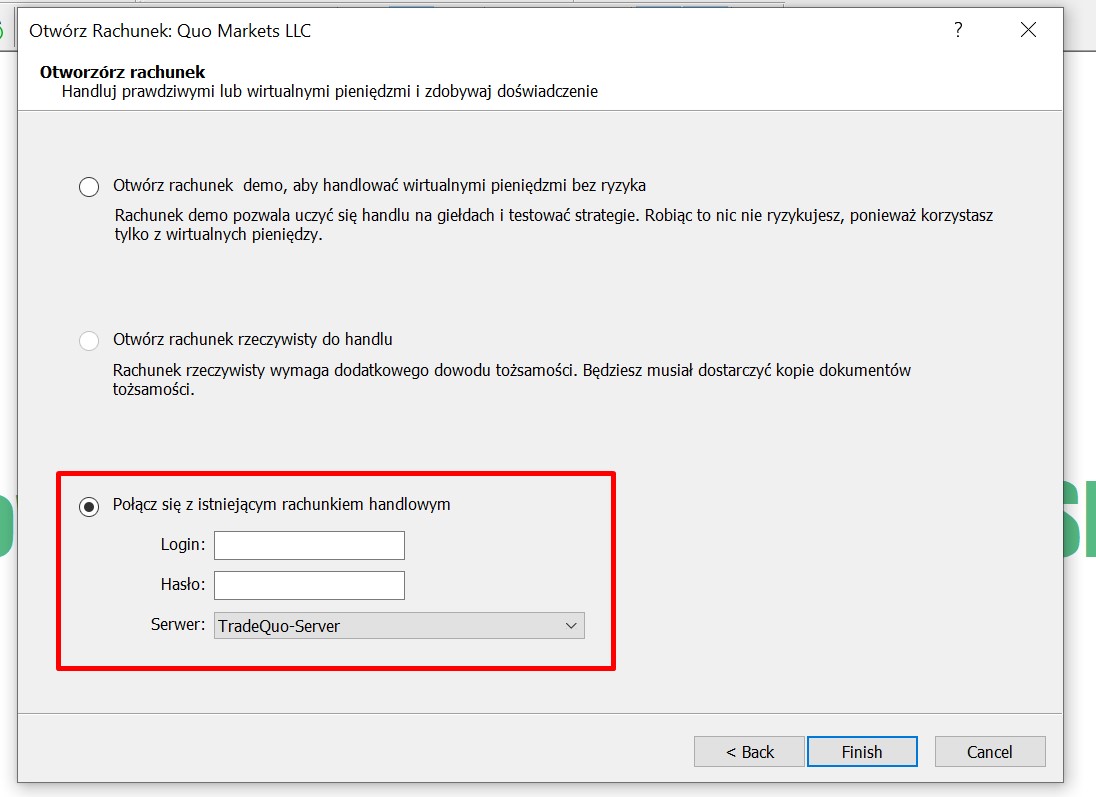 Otwórz Rachunek: Quo Markets LLC
?
Otworzórz rachunek
Handluj prawdziwymi lub wirtualnymi pieniędzmi i zdobywaj doświadczenie
Otwórz rachunek  demo, aby handlować wirtualnymi pieniędzmi bez ryzyka
Rachunek demo pozwala uczyć się handlu na giełdach i testować strategie. Robiąc to nic nie ryzykujesz, ponieważ korzystasz
tylko z wirtualnych pieniędzy.
Otwórz rachunek rzeczywisty do handlu
Rachunek rzeczywisty wymaga dodatkowego dowodu tożsamości. Będziesz musiał dostarczyć kopie dokumentów
tożsamości.
Połącz się z istniejącym rachunkiem handlowym
Login:
Hasło:
Serwer: TradeQuo-Server
< Back Finish Cancel